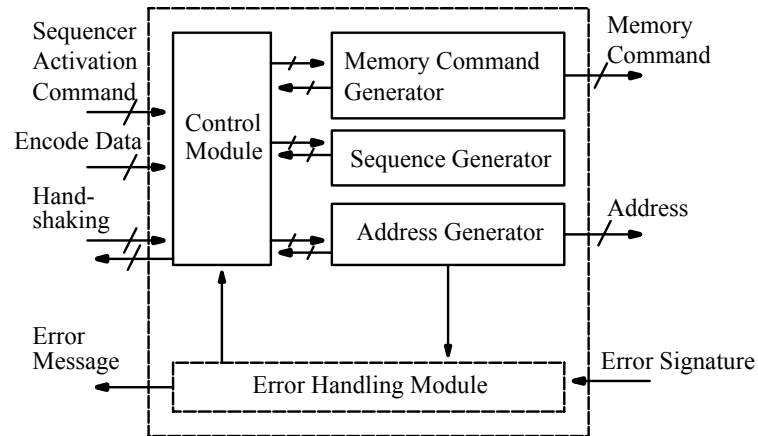 Sequencer
Activation
Command
Encode Data
Hand-
shaking
Error
Message
Control
Module
Memory Command
Generator
Sequence Generator
Address Generator
Error Handling Module
Memory
Command
Address
Error Signature